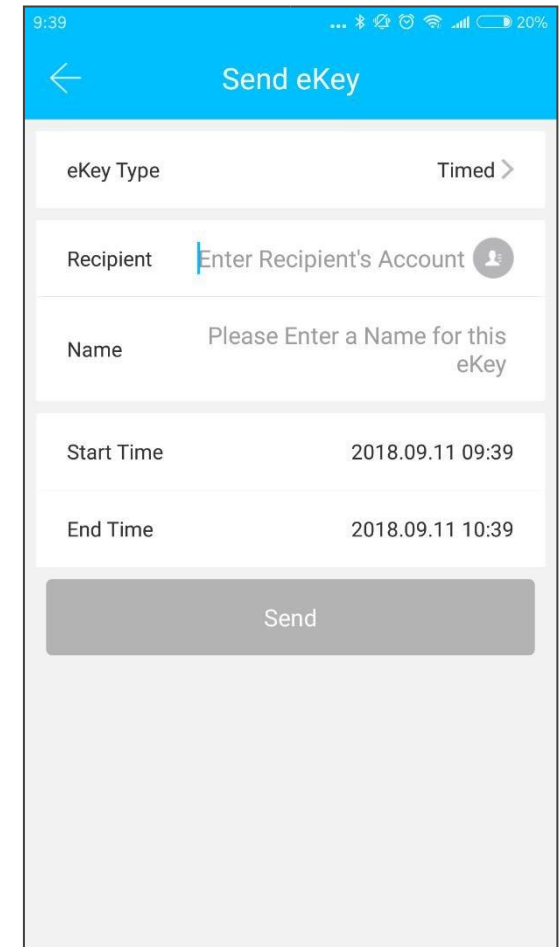 9:39 ... 20%
Send eKey
eKey Type Timed
Recipient Enter Recipient's Account
Name Please Enter a Name for this
eKey
Start Time 2018.09.11 09:39
End Time 2018.09.11 10:39
Send